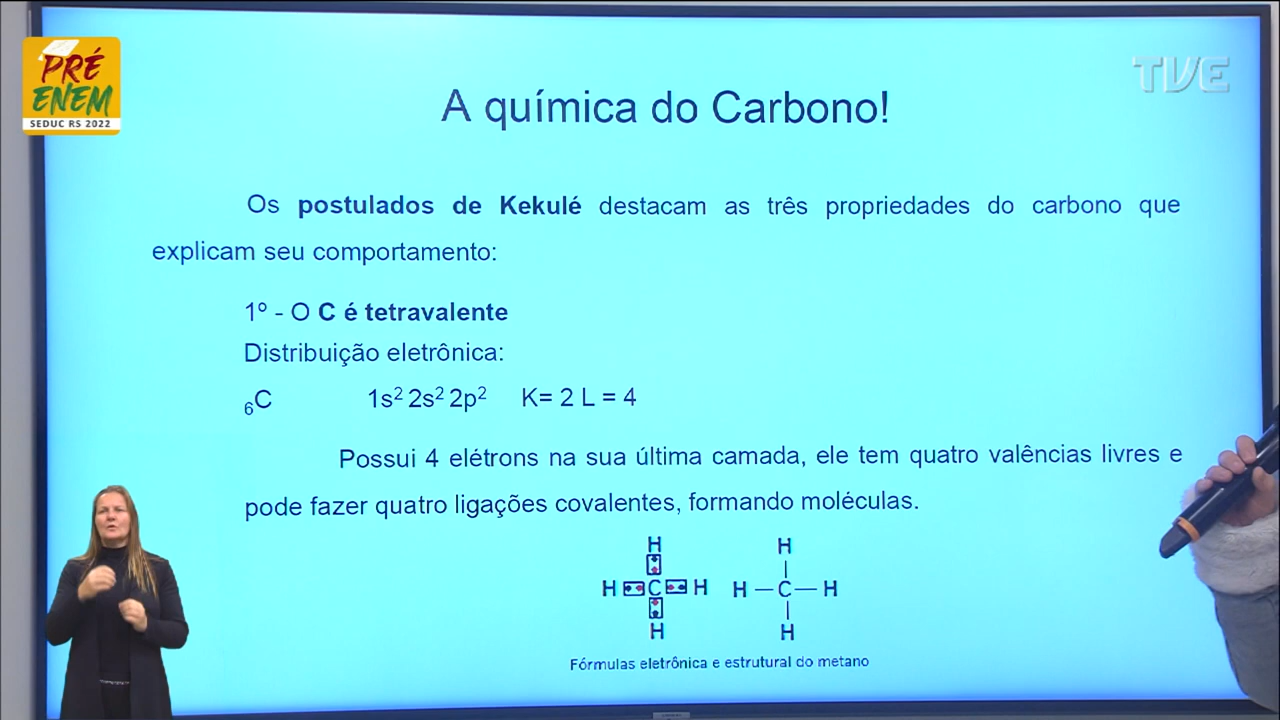 PRÉ
ENEM
SEDUC RS 2022
TVE
A química do Carbono!
Os postulados de Kekulé destacam as três propriedades do carbono que
explicam seu comportamento:
1º - O C é tetravalente
Distribuição eletrônica:
₆C 1s² 2s² 2p² K= 2 L = 4
Possui 4 elétrons na sua última camada, ele tem quatro valências livres e
pode fazer quatro ligações covalentes, formando moléculas.
H H
H C H H — C — H
H H
Fórmulas eletrônica e estrutural do metano